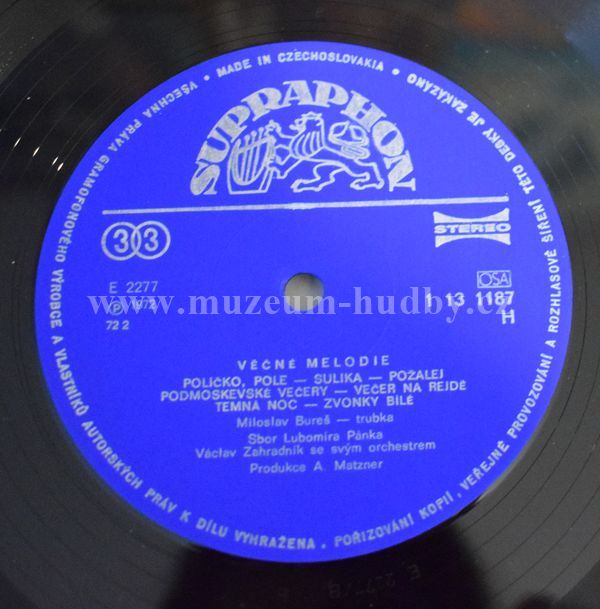 VŠECHNA PRÁVA GRAMOFONOVÉHO VÝROBCE A VLASTNÍKŮ AUTORSKÝCH PRÁV K DÍLU VYHRAŽENA. POŘIZOVÁNÍ KOPIÍ, VEŘEJNÉ PROVOZOVÁNÍ A ROZHLASOVÉ ŠÍŘENÍ TÉTO DESKY JE ZAKÁZÁNO • MADE IN CZECHOSLOVAKIA •
SUPRAPHON
33
STEREO
E 2277
OSA
℗ 1972
1 13 1187
72 2
H
www.muzeum-hudby.cz
VĚČNÉ MELODIE
POLÍČKO, POLE — SULIKA — POŽALEJ
PODMOSKEVSKÉ VEČERY — VEČER NA REJDĚ
TEMNÁ NOC — ZVONKY BÍLÉ
Miloslav Bureš — trubka
Sbor Lubomíra Pánka
Václav Zahradník se svým orchestrem
Produkce A. Matzner